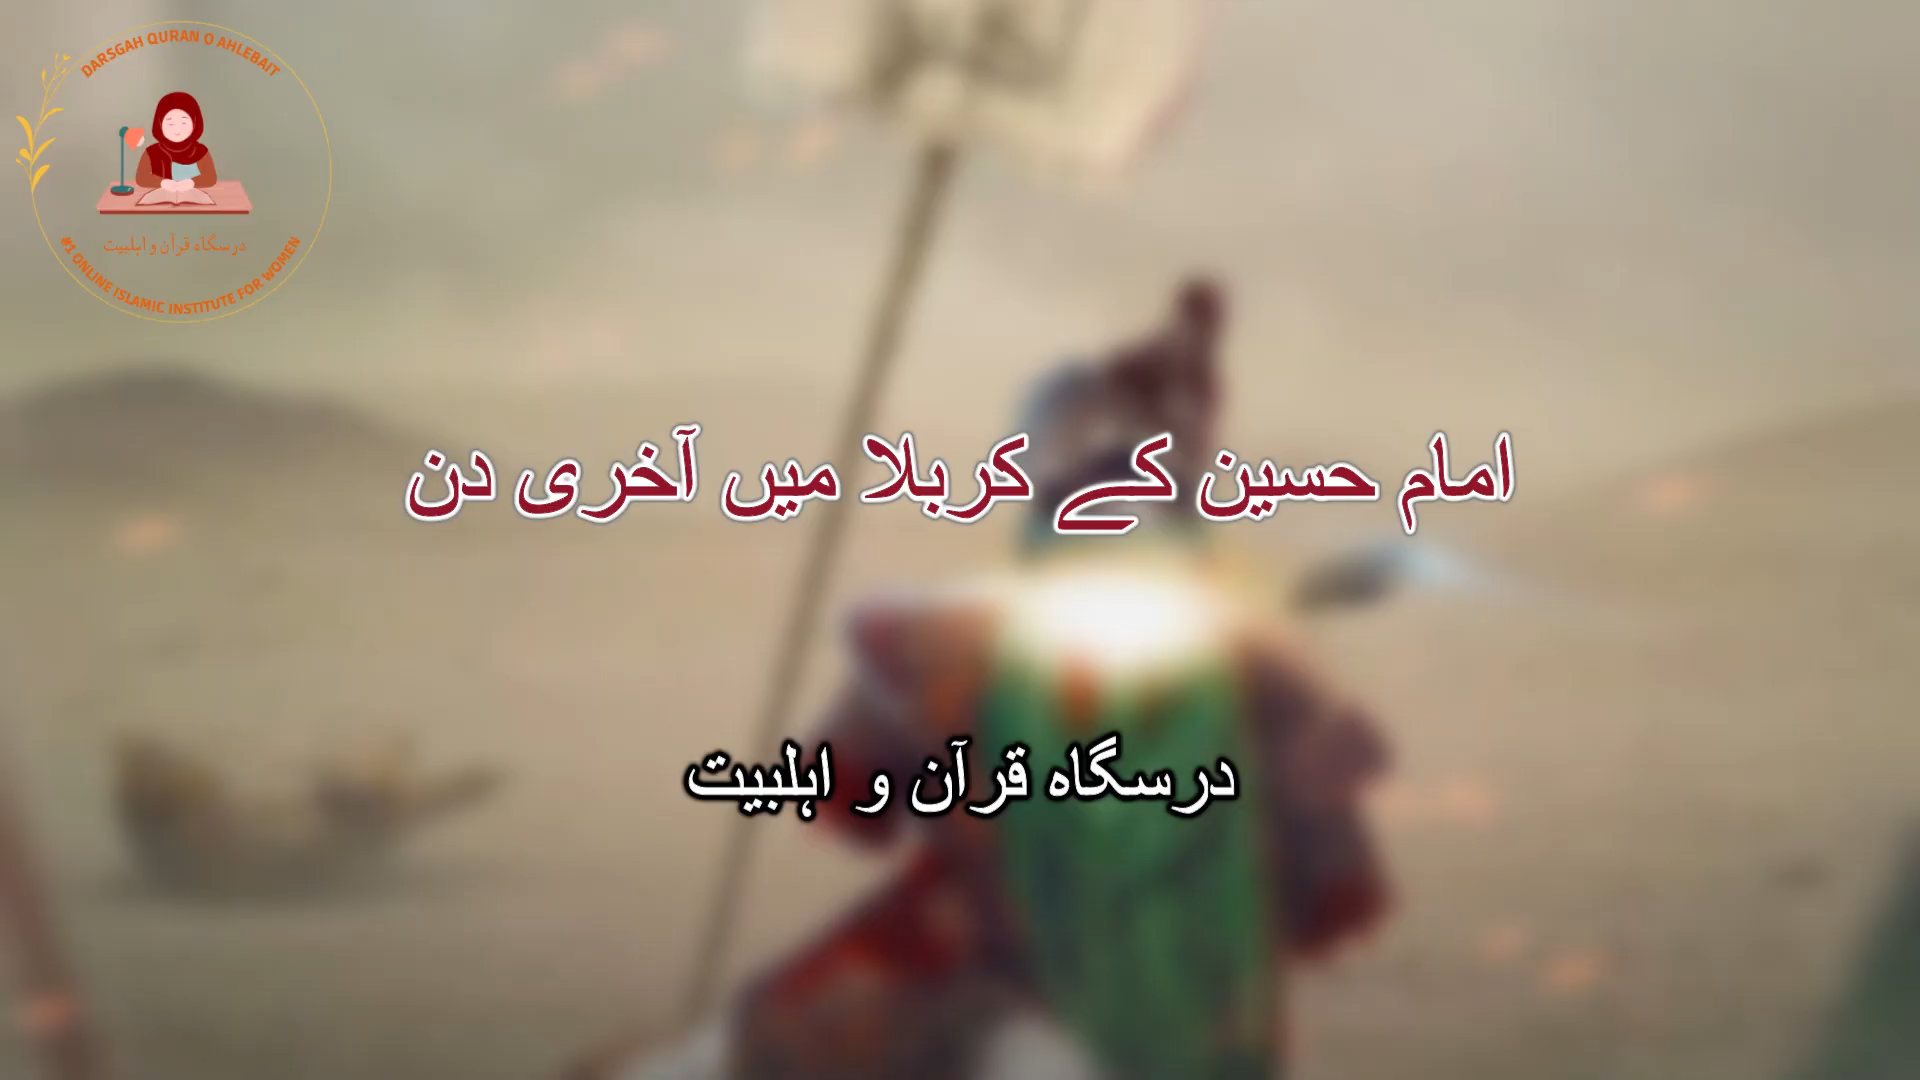 DARSGAH QURAN O AHLEBAIT
درسگاہ قرآن و اہلبیت
#1 ONLINE ISLAMIC INSTITUTE FOR WOMEN
امام حسین کے کربلا میں آخری دن
درسگاہ قرآن و اہلبیت